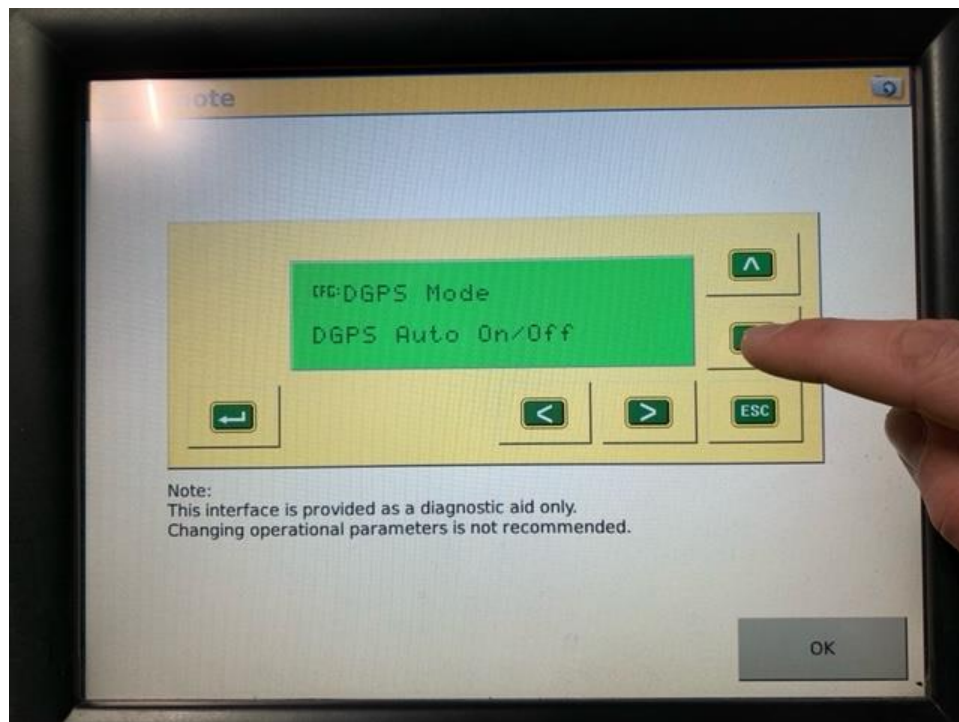 ote
CFG:DGPS Mode
DGPS Auto On/Off
ESC
Note:
This interface is provided as a diagnostic aid only.
Changing operational parameters is not recommended.
OK